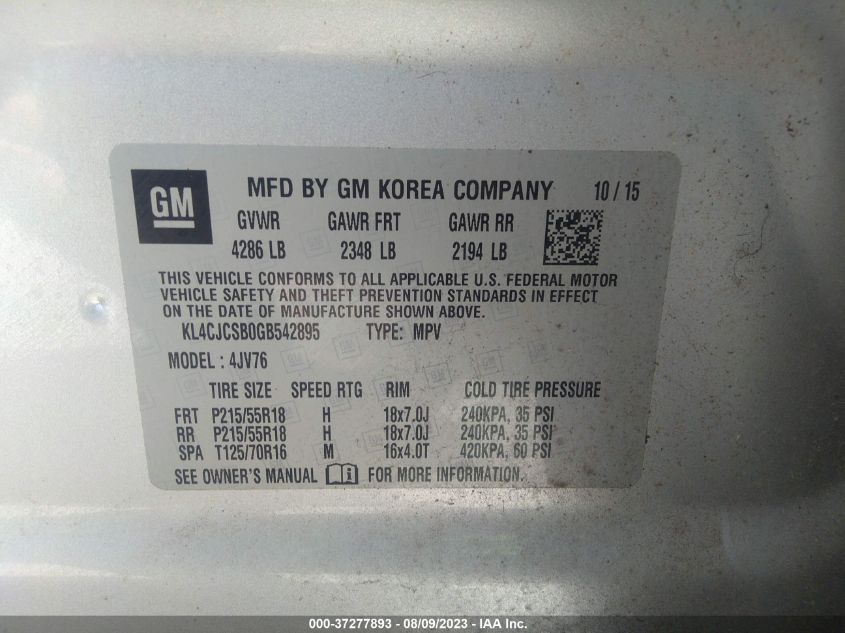 GM MFD BY GM KOREA COMPANY 10 / 15
GVWR GAWR FRT GAWR RR
4286 LB 2348 LB 2194 LB
THIS VEHICLE CONFORMS TO ALL APPLICABLE U.S. FEDERAL MOTOR
VEHICLE SAFETY AND THEFT PREVENTION STANDARDS IN EFFECT
ON THE DATE OF MANUFACTURE SHOWN ABOVE.
KL4CJCSB0GB542895 TYPE: MPV
MODEL : 4JV76
TIRE SIZE SPEED RTG RIM COLD TIRE PRESSURE
FRT P215/55R18 H 18x7.0J 240KPA, 35 PSI
RR P215/55R18 H 18x7.0J 240KPA, 35 PSI
SPA T125/70R16 M 16x4.0T 420KPA, 60 PSI
SEE OWNER'S MANUAL FOR MORE INFORMATION.
000-37277893 - 08/09/2023 - IAA Inc.